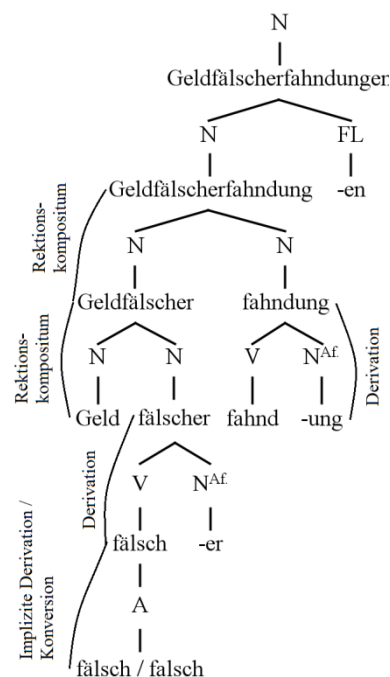 N
Geldfälscherfahndungen
N FL
Geldfälscherfahndung -en
Rektions-
kompositum
N N
Geldfälscher fahndung
Rektions-
kompositum
N N V N^Af.
Derivation
Geld fälscher fahnd -ung
Derivation
V N^Af.
fälsch -er
Implizite Derivation /
Konversion
A
fälsch / falsch